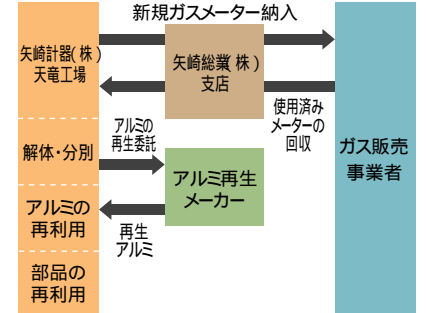 新規ガスメーター納入
矢崎計器(株)
天竜工場
矢崎総業(株)
支店
使用済み
メーターの
回収
アルミの
再生委託
解体・分別
ガス販売
事業者
アルミ再生
メーカー
アルミの
再利用
再生
アルミ
部品の
再利用